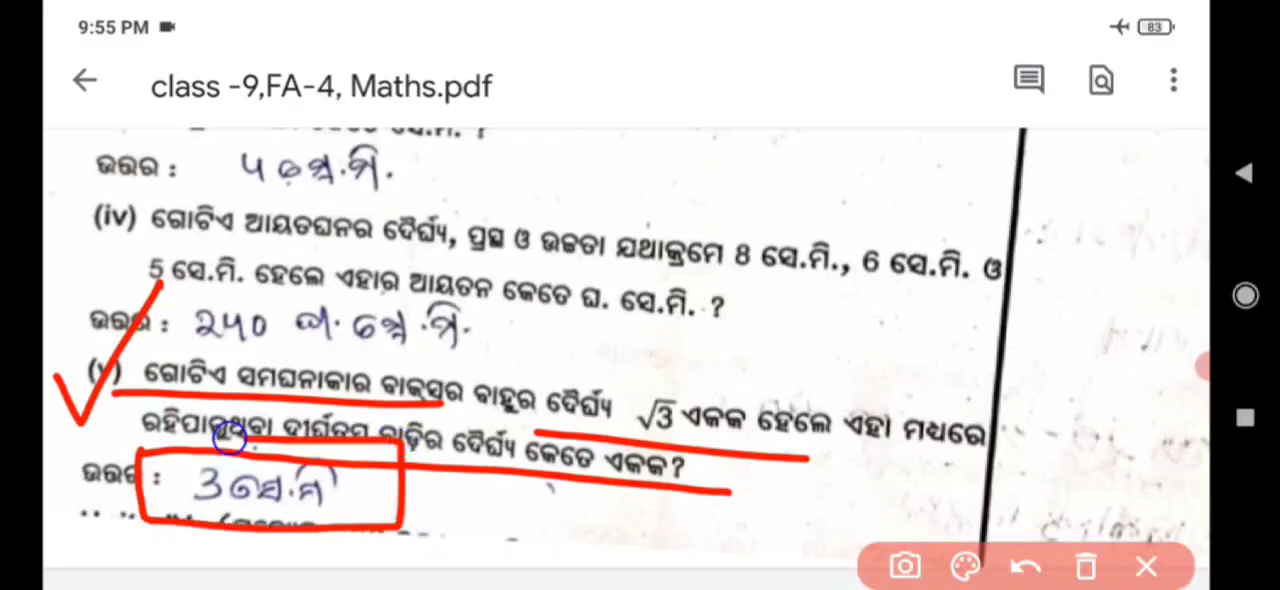 9:55 PM
83
class -9,FA-4, Maths.pdf
ସେ.ମି. ?
ଉତ୍ତର : ୫ ସେ.ମି.
(iv) ଗୋଟିଏ ଆୟତଘନର ଦୈର୍ଘ୍ୟ, ପ୍ରସ୍ଥ ଓ ଉଚ୍ଚତା ଯଥାକ୍ରମେ 8 ସେ.ମି., 6 ସେ.ମି. ଓ
5 ସେ.ମି. ହେଲେ ଏହାର ଆୟତନ କେତେ ଘ. ସେ.ମି. ?
ଉତ୍ତର : ୨୪୦ ଘ. ସେ.ମି.
(v) ଗୋଟିଏ ସମଘନାକାର ବାକ୍ସର ବାହୁର ଦୈର୍ଘ୍ୟ √3 ଏକକ ହେଲେ ଏହା ମଧ୍ୟରେ
ରହିପାରୁଥିବା ଦୀର୍ଘତମ ବାଡ଼ିର ଦୈର୍ଘ୍ୟ କେତେ ଏକକ?
ଉତ୍ତର : 3 ସେ.ମି